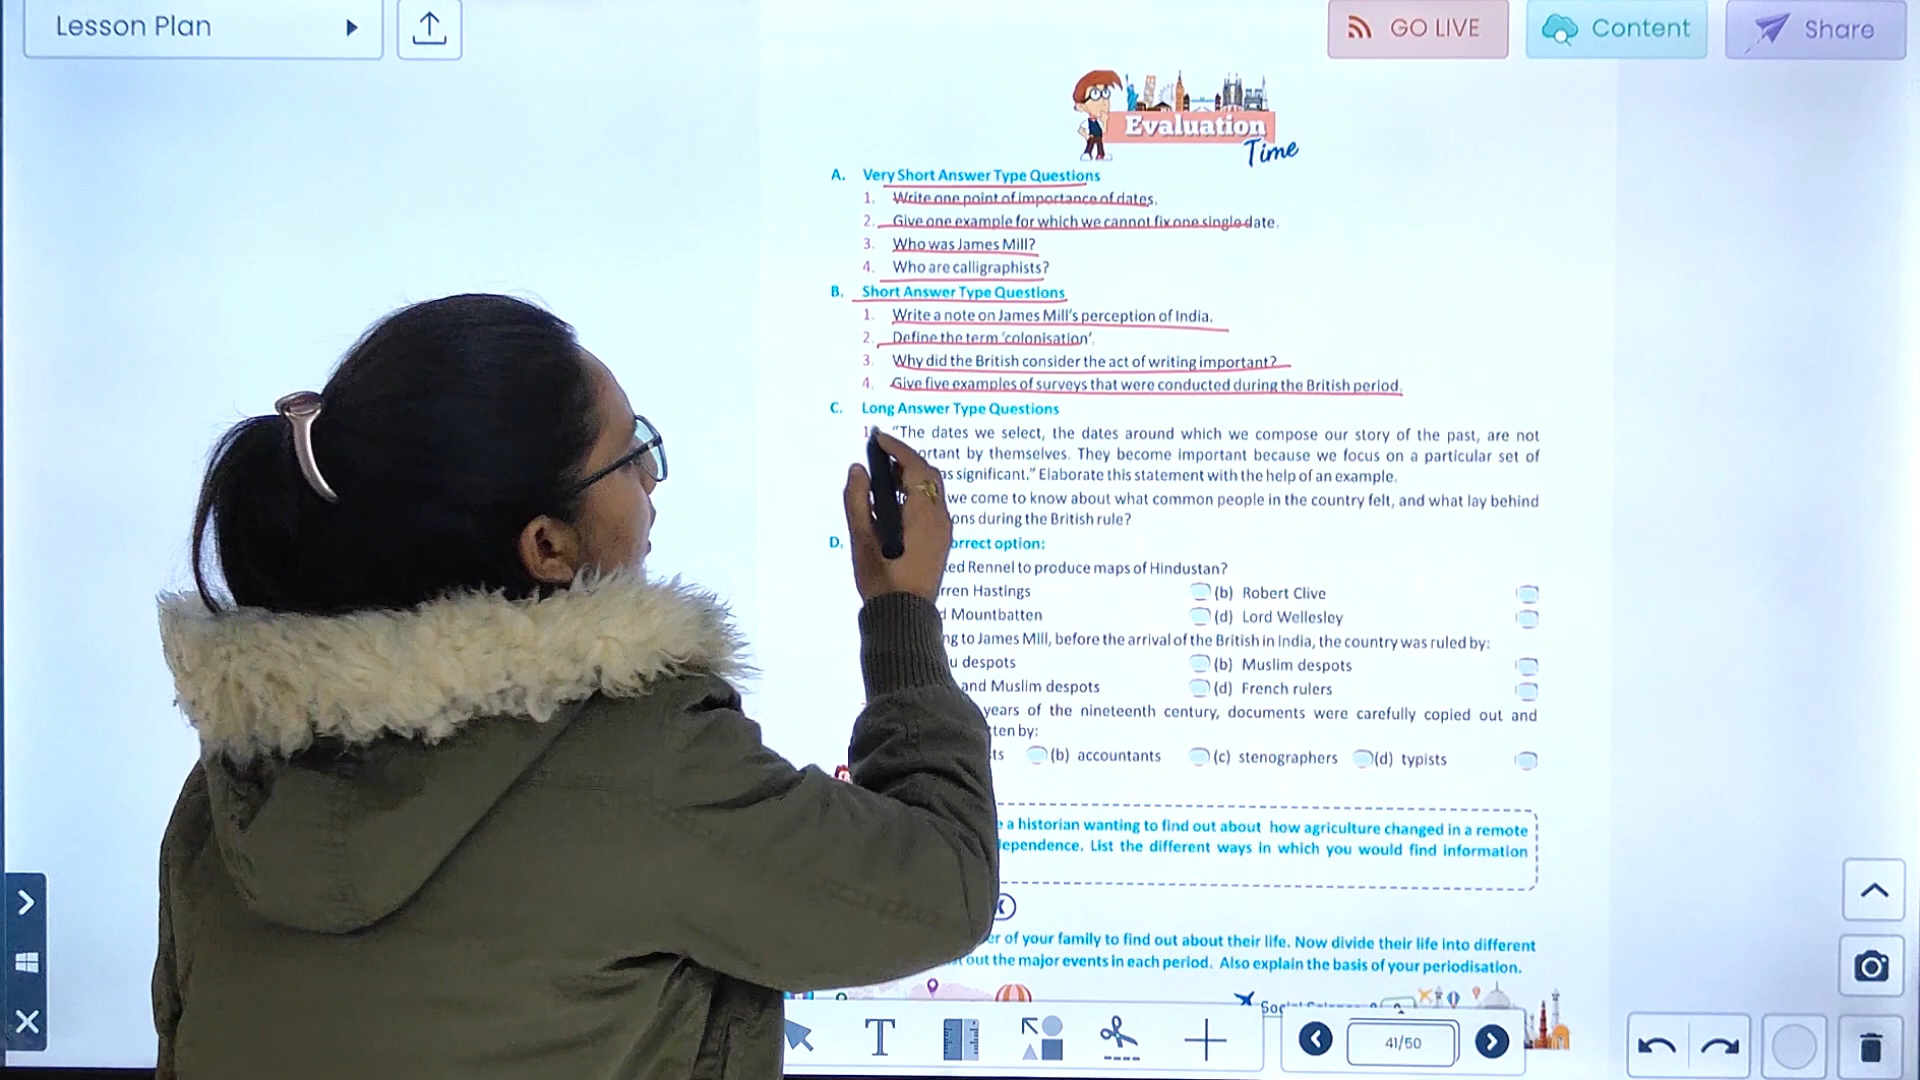 Lesson Plan
GO LIVE
Content
Share
Evaluation
Time
A. Very Short Answer Type Questions
1. Write one point of importance of dates.
2. Give one example for which we cannot fix one single date.
3. Who was James Mill?
4. Who are calligraphists?
B. Short Answer Type Questions
1. Write a note on James Mill's perception of India.
2. Define the term 'colonisation'.
3. Why did the British consider the act of writing important?
4. Give five examples of surveys that were conducted during the British period.
C. Long Answer Type Questions
1. "The dates we select, the dates around which we compose our story of the past, are not
by themselves. They become important because we focus on a particular set of
significant." Elaborate this statement with the help of an example.
we come to know about what common people in the country felt, and what lay behind
during the British rule?
D. option:
Rennel to produce maps of Hindustan?
Hastings (b) Robert Clive
Mountbatten (d) Lord Wellesley
to James Mill, before the arrival of the British in India, the country was ruled by:
despots (b) Muslim despots
and Muslim despots (d) French rulers
years of the nineteenth century, documents were carefully copied out and
by:
(b) accountants (c) stenographers (d) typists
a historian wanting to find out about how agriculture changed in a remote
List the different ways in which you would find information
of your family to find out about their life. Now divide their life into different
out the major events in each period. Also explain the basis of your periodisation.
T
41/50